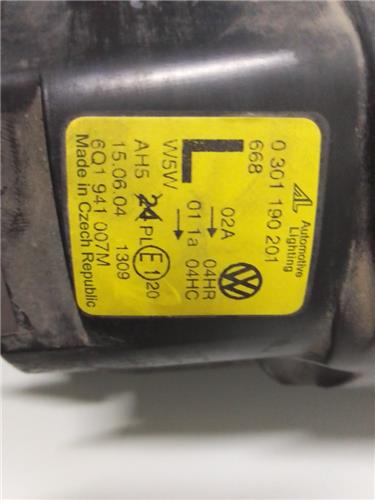 AL Automotive
Lighting
0 301 190 201
668
L
02A 04HR
01 1a 04HC
W5W
AH5 24 PL E1 20
15.06.04 1309
6Q1 941 007M
Made in Czech Republic